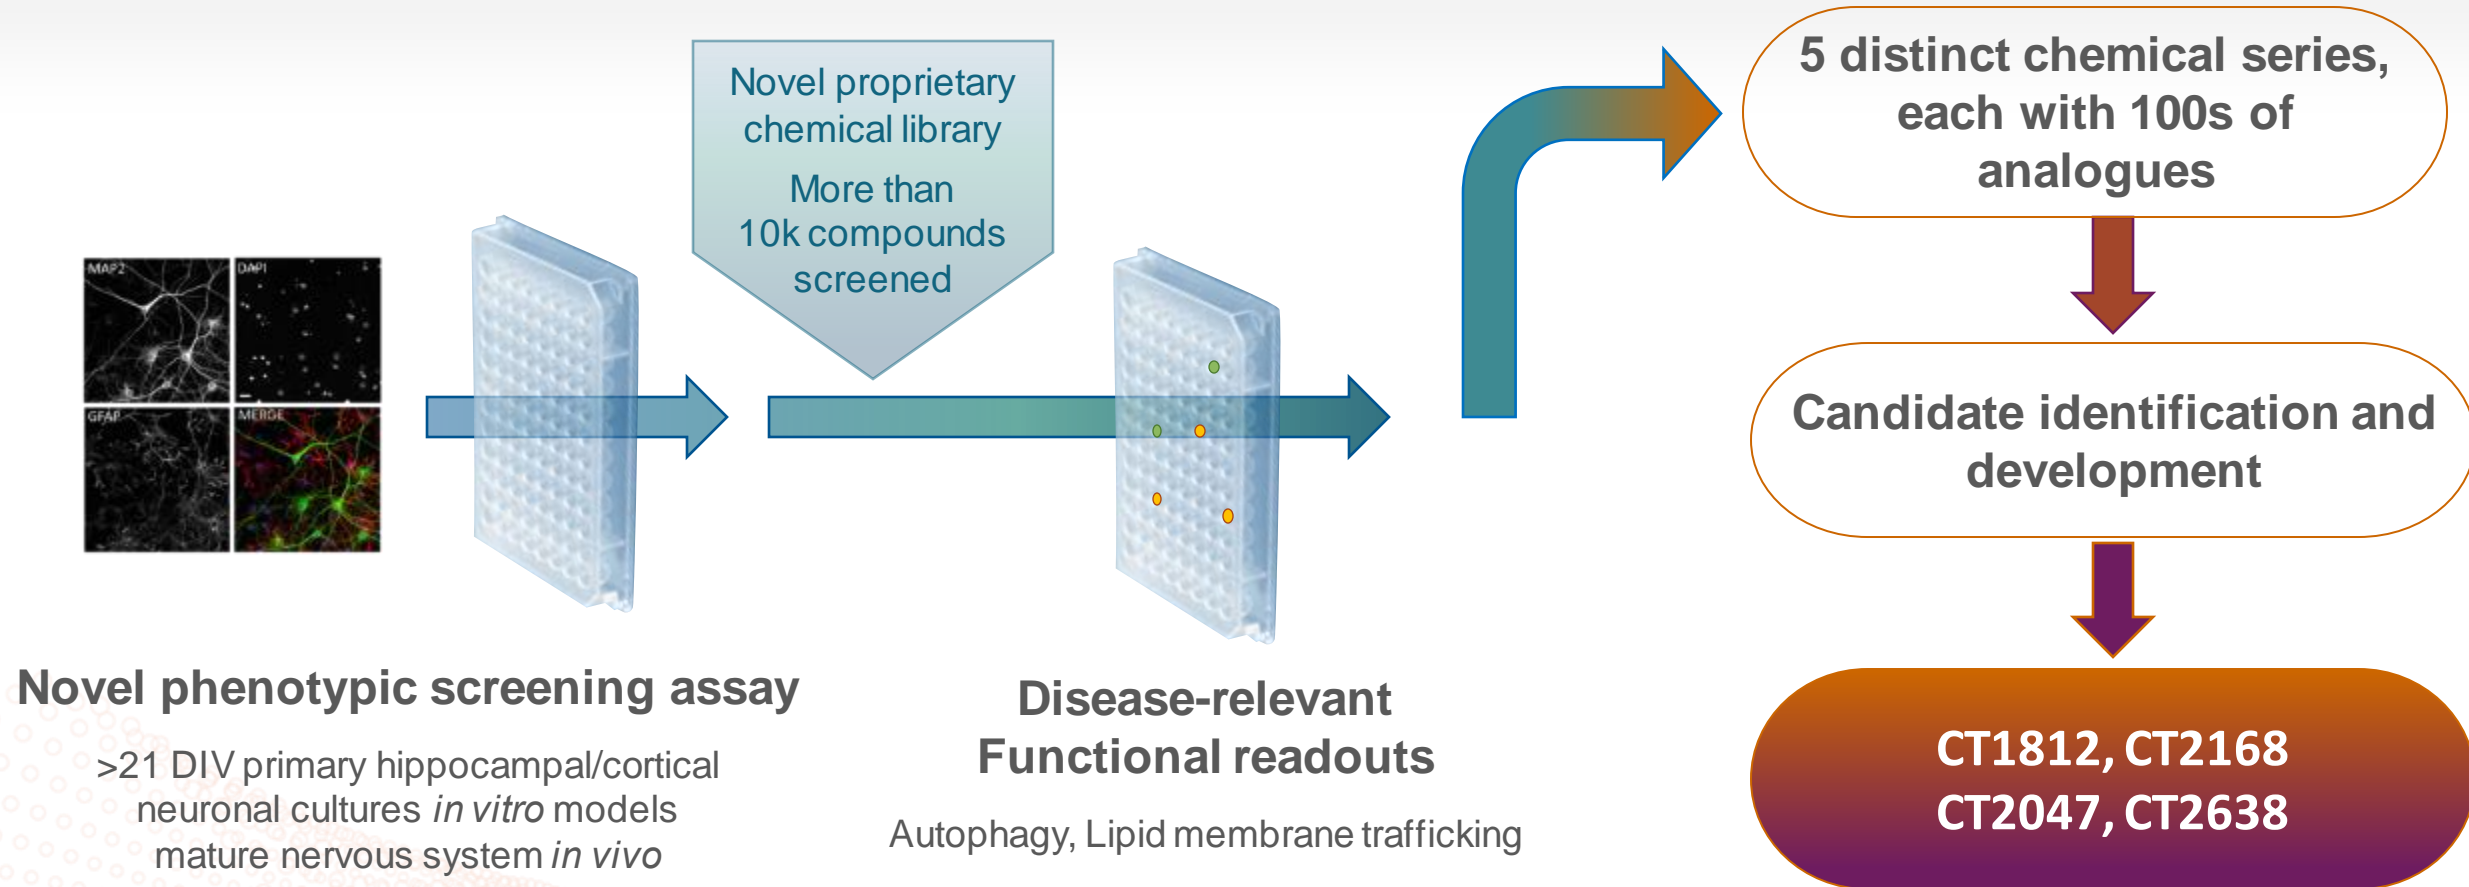 Novel proprietary
chemical library
More than
10k compounds
screened
MAP2
DAPI
GFAP
MERGE
Novel phenotypic screening assay
>21 DIV primary hippocampal/cortical
neuronal cultures in vitro models
mature nervous system in vivo
Disease-relevant
Functional readouts
Autophagy, Lipid membrane trafficking
5 distinct chemical series,
each with 100s of
analogues
Candidate identification and
development
CT1812, CT2168
CT2047, CT2638